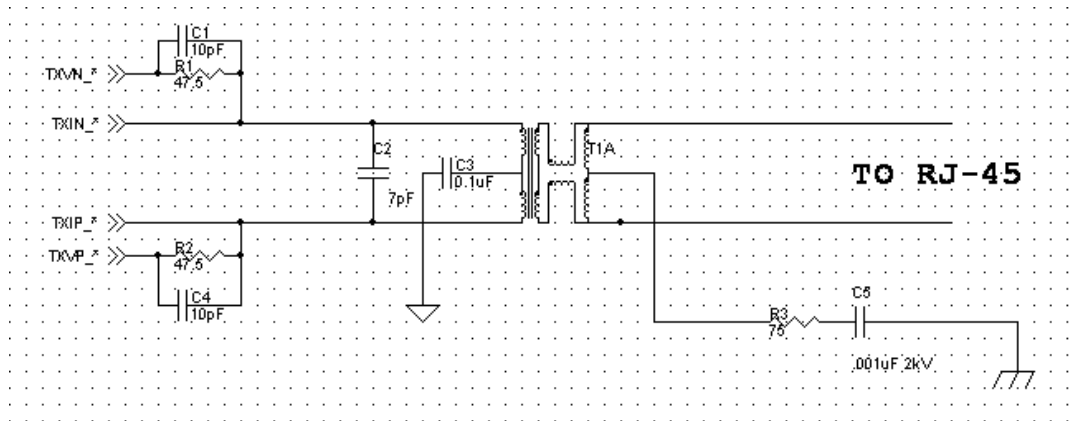 C1
10pF
TXVN_* R1
47.5
TXIN_*
C2
7pF
C3
0.1uF
T1A
TO RJ-45
TXIP_*
TXVP_* R2
47.5
C4
10pF
R3
75
C5
.001uF 2kV